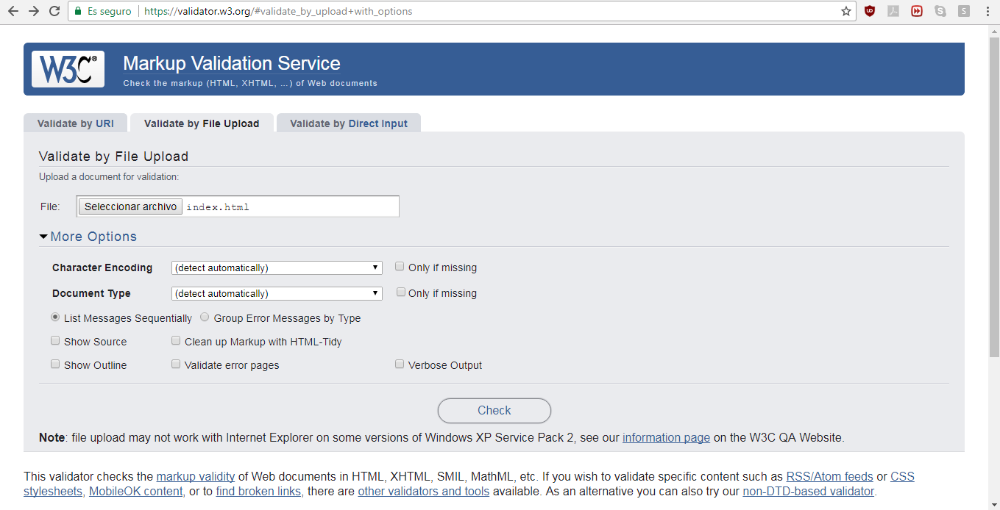 Es seguro https://validator.w3.org/#validate_by_upload+with_options
W3C® Markup Validation Service
Check the markup (HTML, XHTML, …) of Web documents
Validate by URI Validate by File Upload Validate by Direct Input
Validate by File Upload
Upload a document for validation:
File: Seleccionar archivo index.html
More Options
Character Encoding (detect automatically) Only if missing
Document Type (detect automatically) Only if missing
List Messages Sequentially Group Error Messages by Type
Show Source Clean up Markup with HTML-Tidy
Show Outline Validate error pages Verbose Output
Check
Note: file upload may not work with Internet Explorer on some versions of Windows XP Service Pack 2, see our information page on the W3C QA Website.
This validator checks the markup validity of Web documents in HTML, XHTML, SMIL, MathML, etc. If you wish to validate specific content such as RSS/Atom feeds or CSS
stylesheets, MobileOK content, or to find broken links, there are other validators and tools available. As an alternative you can also try our non-DTD-based validator.